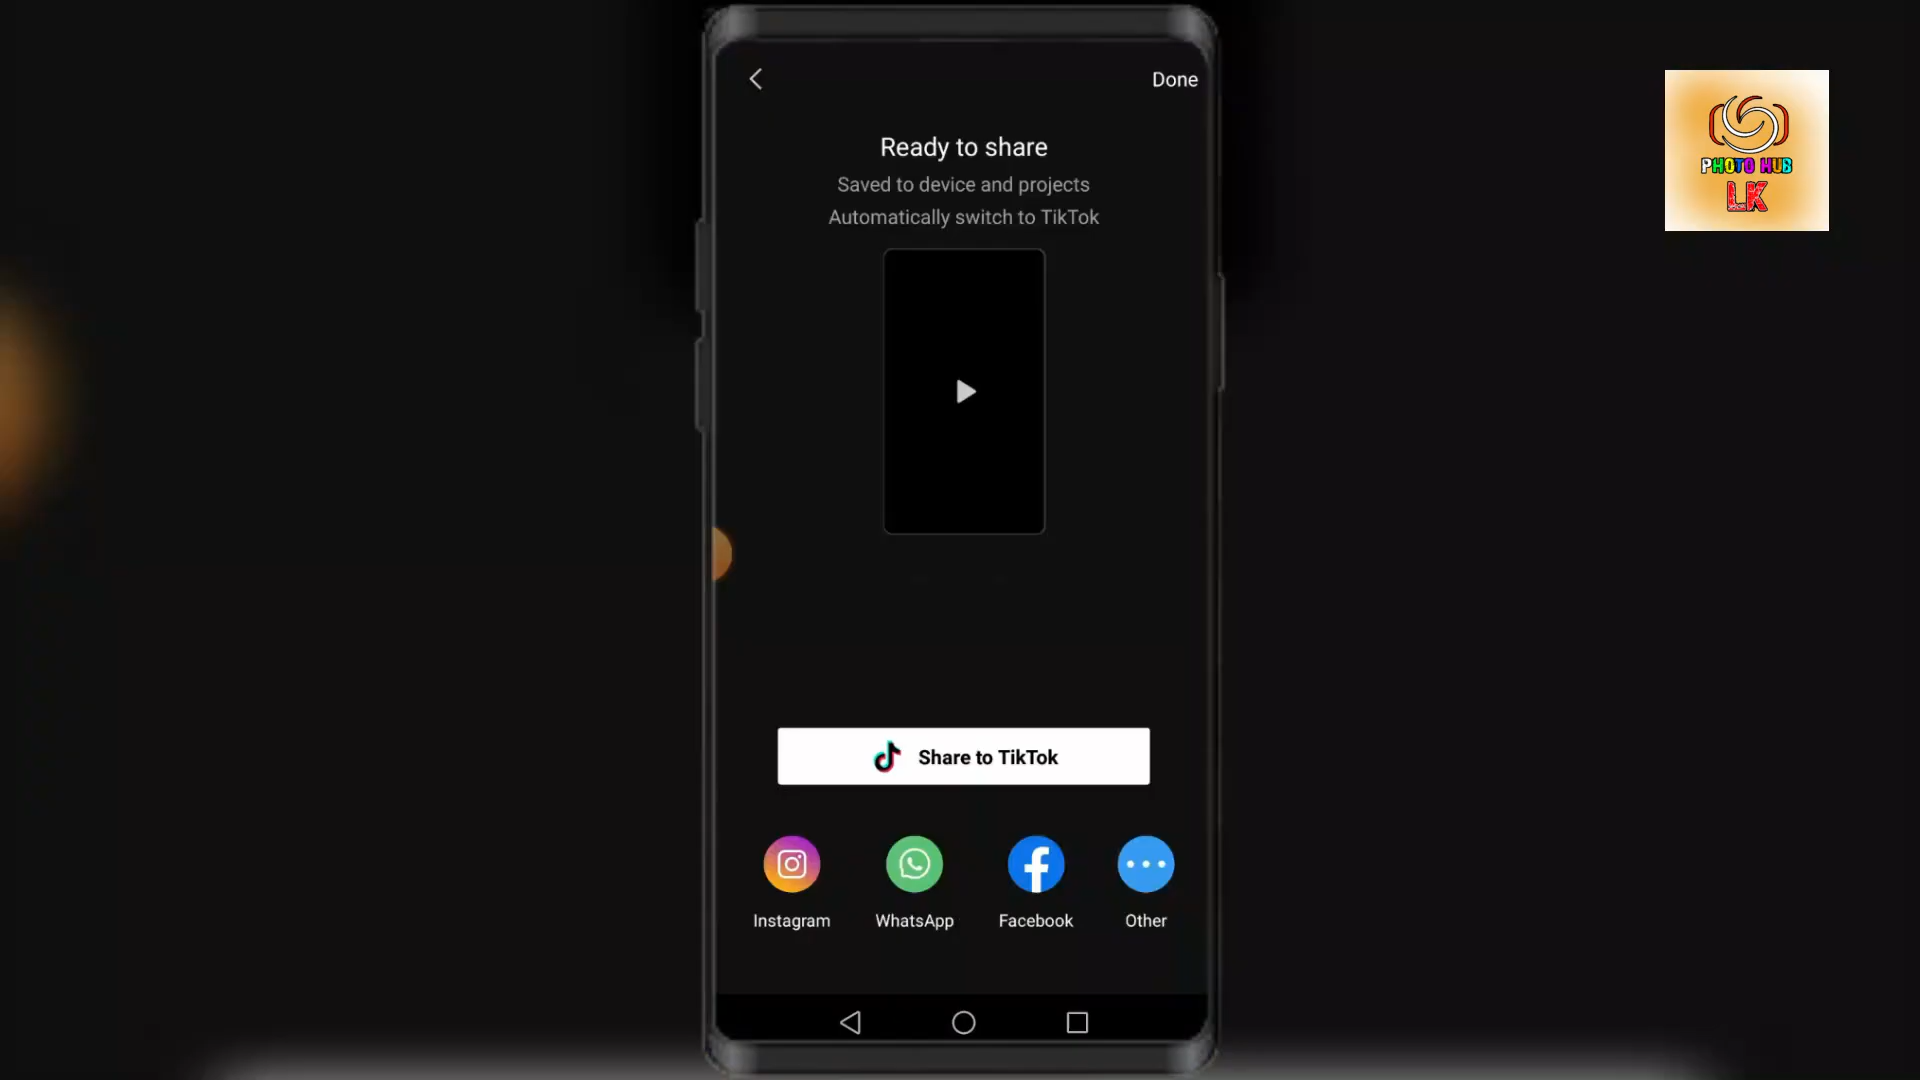 Done
Ready to share
Saved to device and projects
Automatically switch to TikTok
Share to TikTok
Instagram
WhatsApp
Facebook
Other
PHOTO HUB
LK